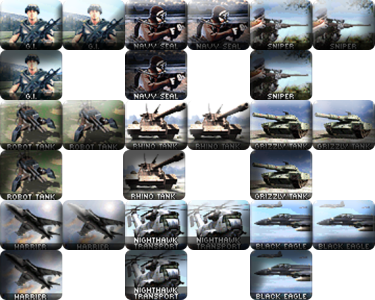 G.I. G.I. NAVY SEAL NAVY SEAL SNIPER SNIPER
G.I. NAVY SEAL SNIPER
ROBOT TANK ROBOT TANK RHINO TANK RHINO TANK GRIZZLY TANK GRIZZLY TANK
ROBOT TANK RHINO TANK GRIZZLY TANK
HARRIER HARRIER NIGHTHAWK NIGHTHAWK BLACK EAGLE BLACK EAGLE
TRANSPORT TRANSPORT
HARRIER NIGHTHAWK BLACK EAGLE
TRANSPORT